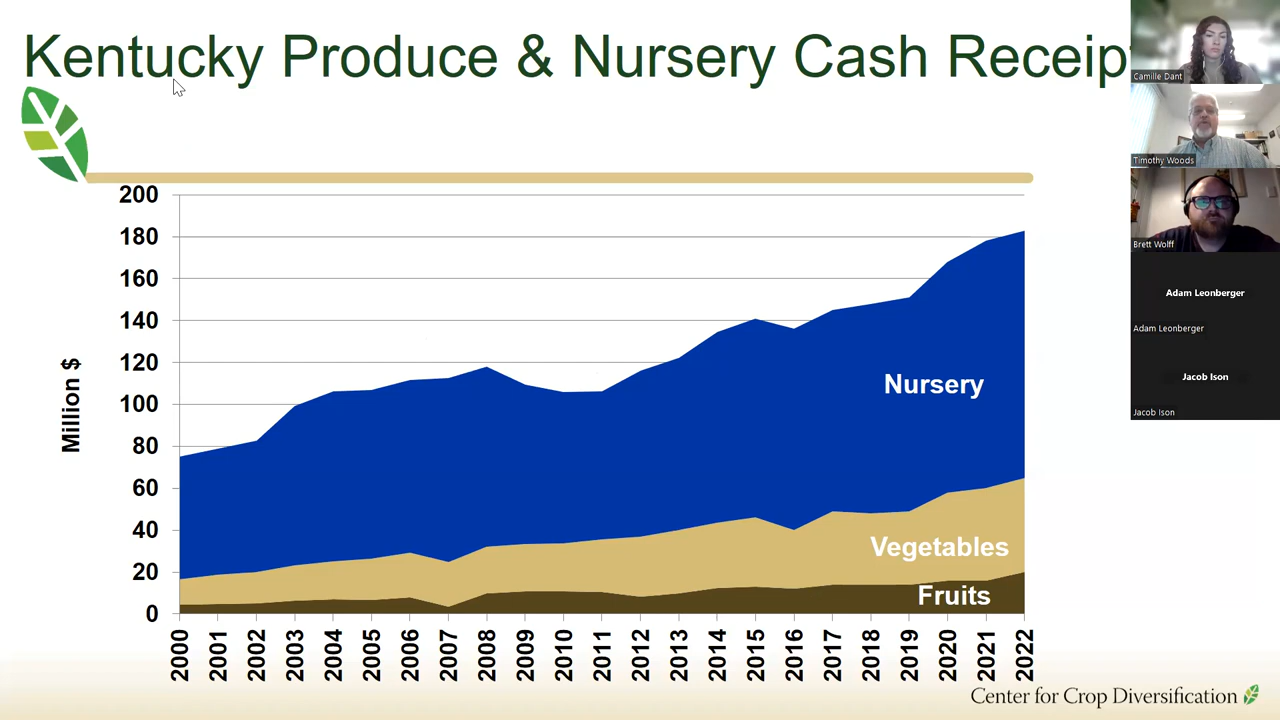 Kentucky Produce & Nursery Cash Receip
Camille Dant
Timothy Woods
Brett Wolff
Adam Leonberger
Adam Leonberger
Jacob Ison
Jacob Ison
200
180
160
140
120
100
80
60
40
20
0
Million $
Nursery
Vegetables
Fruits
2000 2001 2002 2003 2004 2005 2006 2007 2008 2009 2010 2011 2012 2013 2014 2015 2016 2017 2018 2019 2020 2021 2022
Center for Crop Diversification